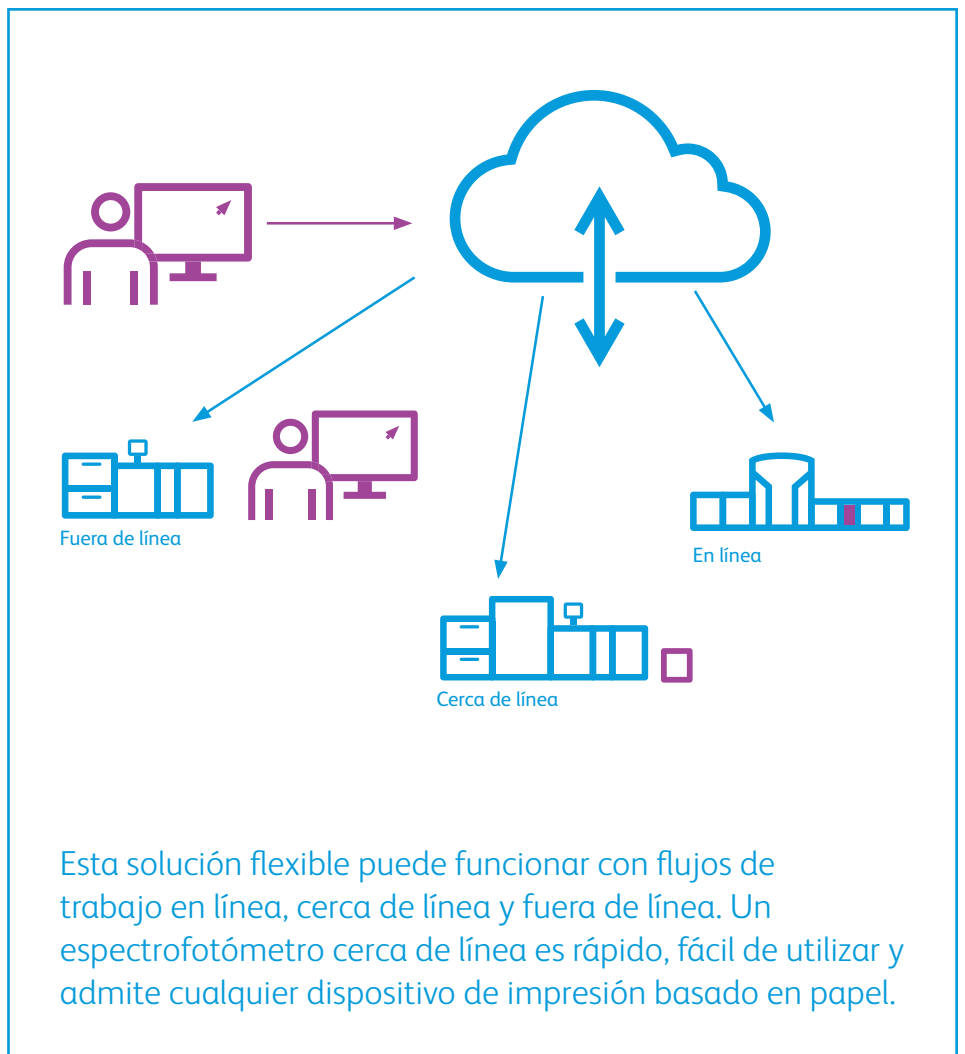 Fuera de línea
En línea
Cerca de línea
Esta solución flexible puede funcionar con flujos de
trabajo en línea, cerca de línea y fuera de línea. Un
espectrofotómetro cerca de línea es rápido, fácil de utilizar y
admite cualquier dispositivo de impresión basado en papel.